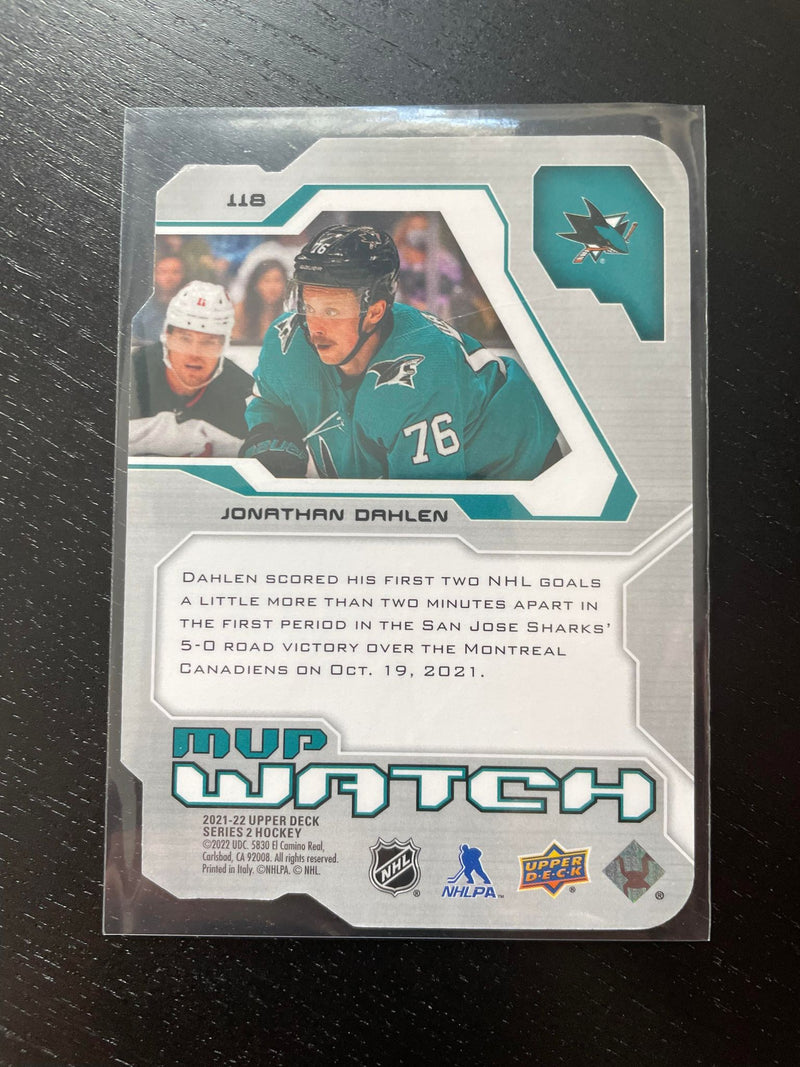 118
76
11
76
JONATHAN DAHLEN
DAHLEN SCORED HIS FIRST TWO NHL GOALS
A LITTLE MORE THAN TWO MINUTES APART IN
THE FIRST PERIOD IN THE SAN JOSE SHARKS'
5-0 ROAD VICTORY OVER THE MONTREAL
CANADIENS ON OCT. 19, 2021.
MVP
WATCH
2021-22 UPPER DECK
SERIES 2 HOCKEY
©2022 UDC. 5830 El Camino Real,
Carlsbad, CA 92008. All rights reserved.
Printed in Italy. ©NHLPA. © NHL.
NHL ®
NHLPA™
UPPER DECK ®
®